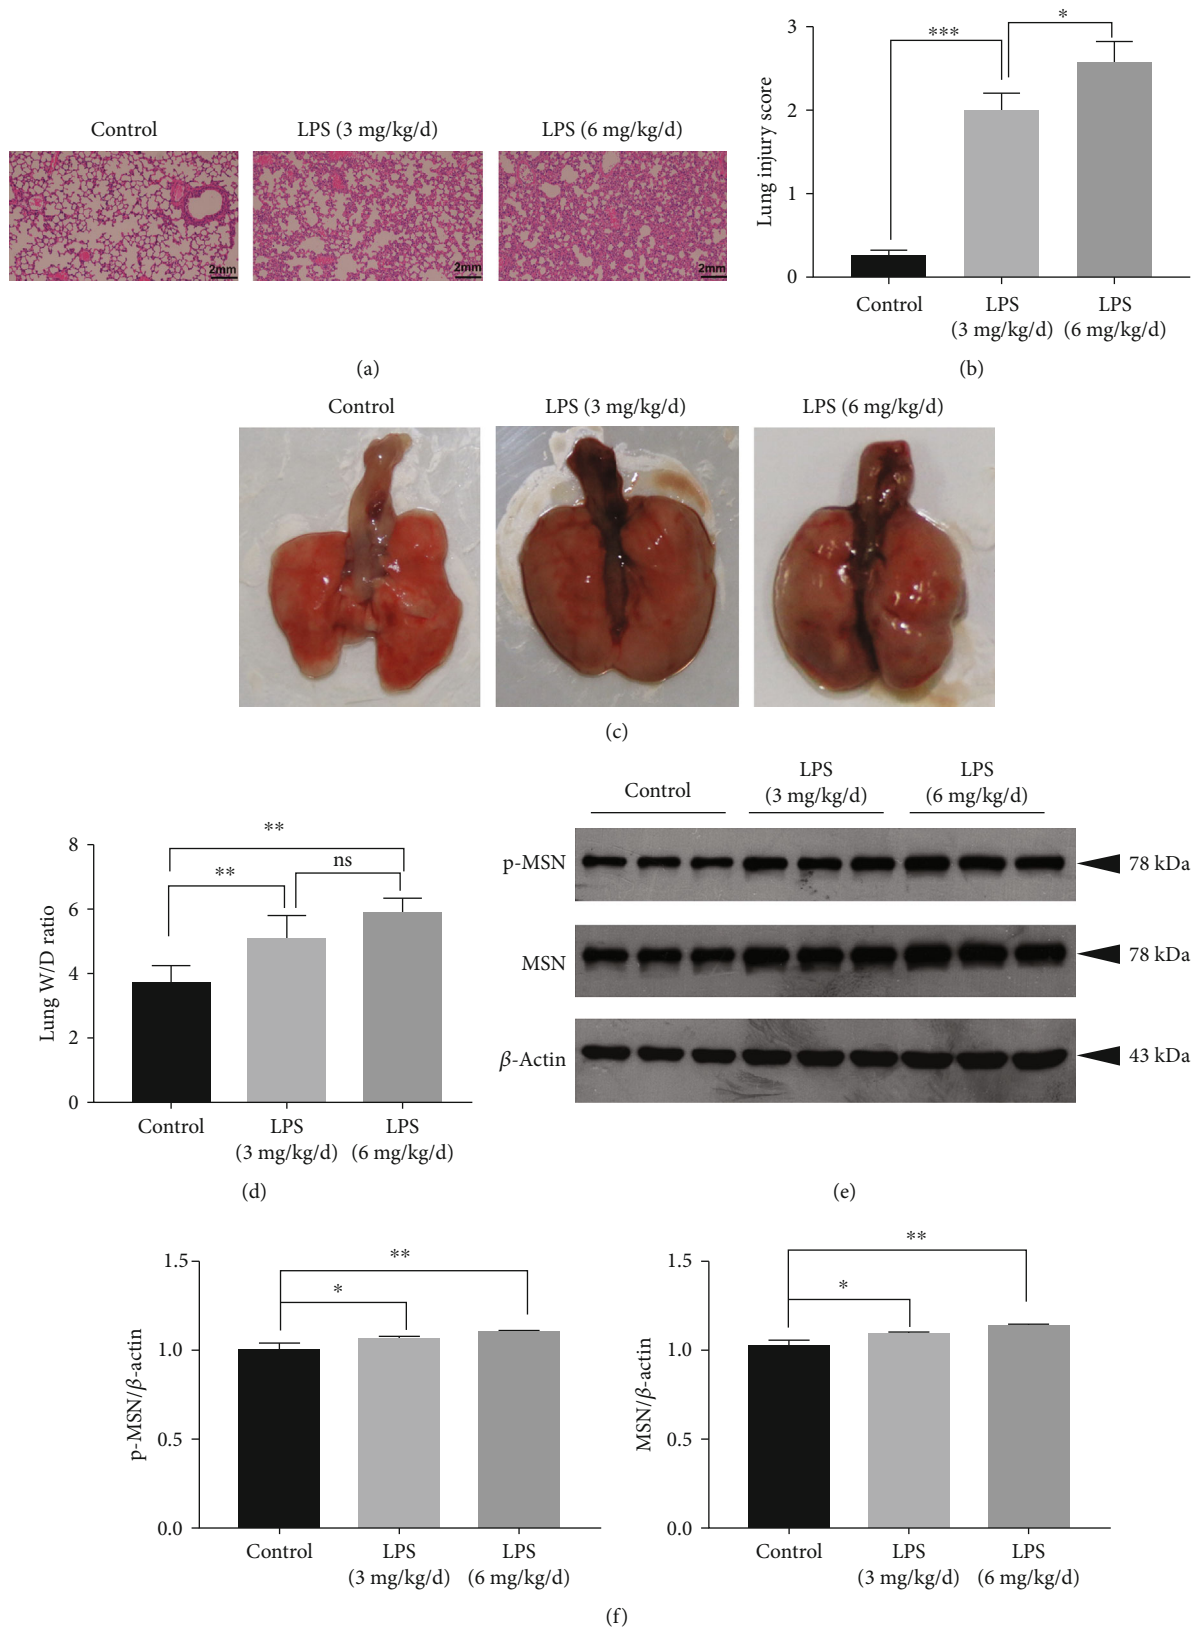 Control
LPS (3 mg/kg/d)
LPS (6 mg/kg/d)
2mm
2mm
2mm
(a)
Lung injury score
3
2
1
0
***
*
Control
LPS
(3 mg/kg/d)
LPS
(6 mg/kg/d)
(b)
Control
LPS (3 mg/kg/d)
LPS (6 mg/kg/d)
(c)
Lung W/D ratio
8
6
4
2
0
**
**
ns
Control
LPS
(3 mg/kg/d)
LPS
(6 mg/kg/d)
(d)
Control
LPS
(3 mg/kg/d)
LPS
(6 mg/kg/d)
p-MSN
78 kDa
MSN
78 kDa
β-Actin
43 kDa
(e)
p-MSN/β-actin
1.5
1.0
0.5
0.0
**
*
Control
LPS
(3 mg/kg/d)
LPS
(6 mg/kg/d)
MSN/β-actin
1.5
1.0
0.5
0.0
**
*
Control
LPS
(3 mg/kg/d)
LPS
(6 mg/kg/d)
(f)